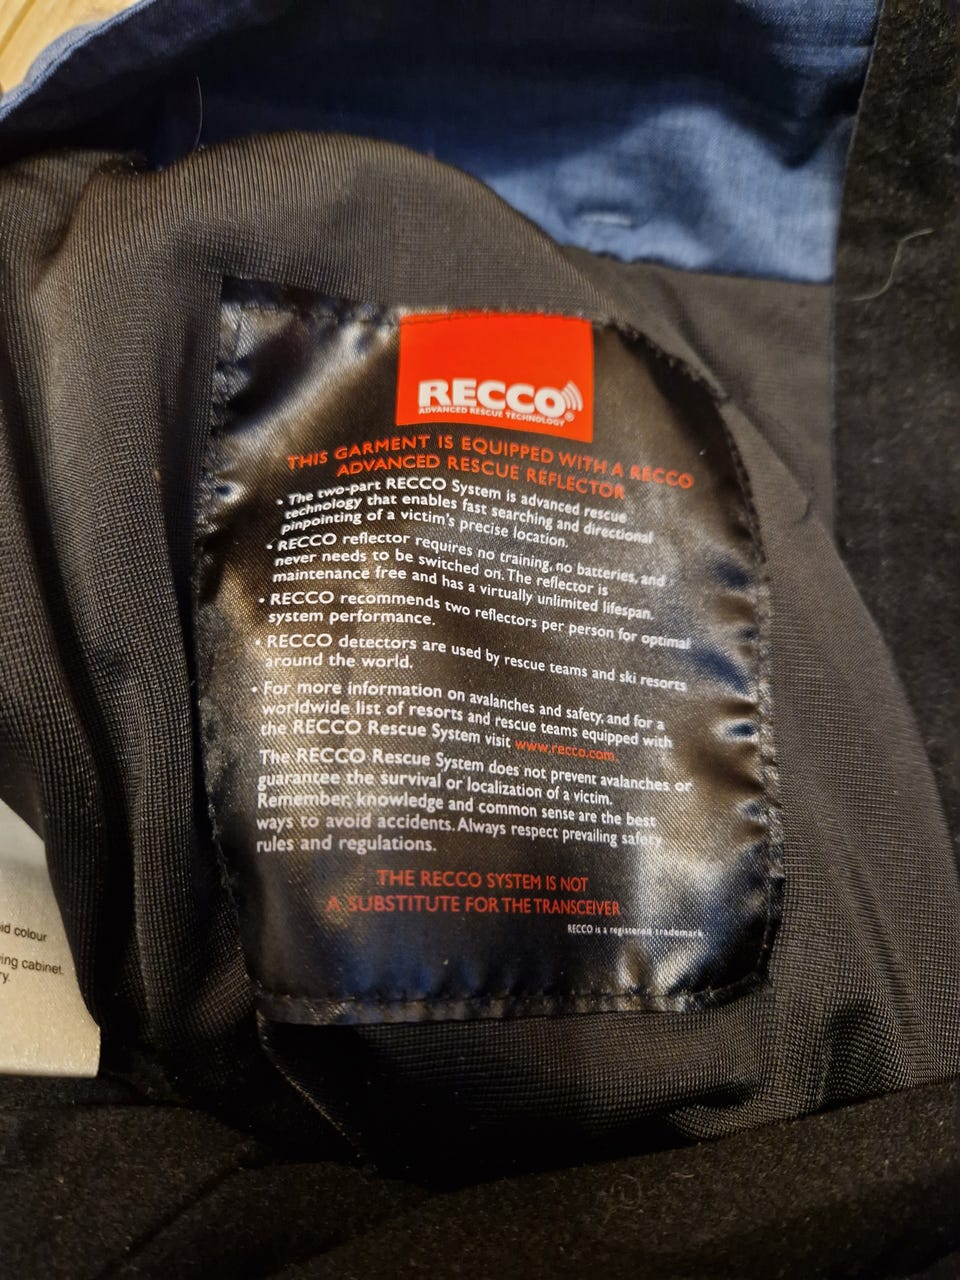 RECCO®
ADVANCED RESCUE TECHNOLOGY
THIS GARMENT IS EQUIPPED WITH A RECCO
ADVANCED RESCUE REFLECTOR
• The two-part RECCO System is advanced rescue
technology that enables fast searching and directional
pinpointing of a victim's precise location.
• RECCO reflector requires no training, no batteries, and
never needs to be switched on. The reflector is
maintenance free and has a virtually unlimited lifespan.
• RECCO recommends two reflectors per person for optimal
system performance.
• RECCO detectors are used by rescue teams and ski resorts
around the world.
• For more information on avalanches and safety, and for a
worldwide list of resorts and rescue teams equipped with
the RECCO Rescue System visit www.recco.com.
The RECCO Rescue System does not prevent avalanches or
guarantee the survival or localization of a victim.
Remember, knowledge and common sense are the best
ways to avoid accidents. Always respect prevailing safety
rules and regulations.
THE RECCO SYSTEM IS NOT
A SUBSTITUTE FOR THE TRANSCEIVER
RECCO is a registered trademark
colour
cabinet.